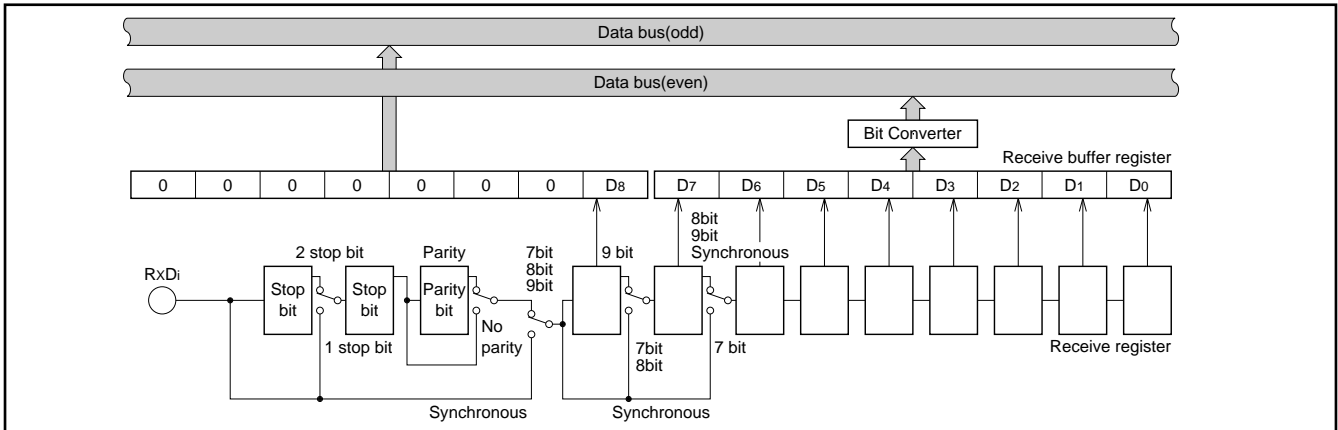 Data bus(odd)
Data bus(even)
Bit Converter
Receive buffer register
0 0 0 0 0 0 0 D8 D7 D6 D5 D4 D3 D2 D1 D0
8bit
9bit
Synchronous
2 stop bit
Parity
7bit
8bit
9bit
9 bit
RxDi
Stop
bit
Stop
bit
Parity
bit
1 stop bit
No
parity
7bit
8bit
7 bit
Receive register
Synchronous
Synchronous